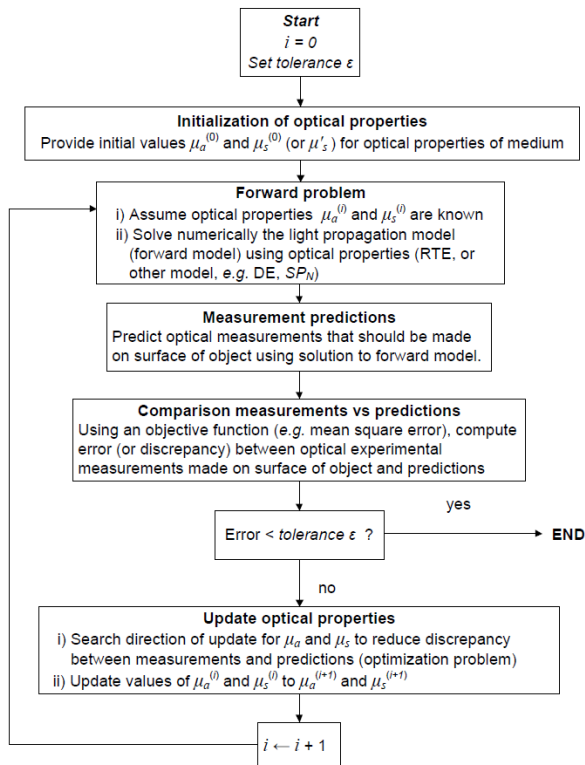 Start
i = 0
Set tolerance ε
Initialization of optical properties
Provide initial values μₐ⁽⁰⁾ and μₛ⁽⁰⁾ (or μ'ₛ ) for optical properties of medium
Forward problem
i) Assume optical properties μₐ⁽ⁱ⁾ and μₛ⁽ⁱ⁾ are known
ii) Solve numerically the light propagation model
(forward model) using optical properties (RTE, or
other model, e.g. DE, SP_N)
Measurement predictions
Predict optical measurements that should be made
on surface of object using solution to forward model.
Comparison measurements vs predictions
Using an objective function (e.g. mean square error), compute
error (or discrepancy) between optical experimental
measurements made on surface of object and predictions
yes
Error < tolerance ε ?
END
no
Update optical properties
i) Search direction of update for μₐ and μₛ to reduce discrepancy
between measurements and predictions (optimization problem)
ii) Update values of μₐ⁽ⁱ⁾ and μₛ⁽ⁱ⁾ to μₐ⁽ⁱ⁺¹⁾ and μₛ⁽ⁱ⁺¹⁾
i ← i + 1